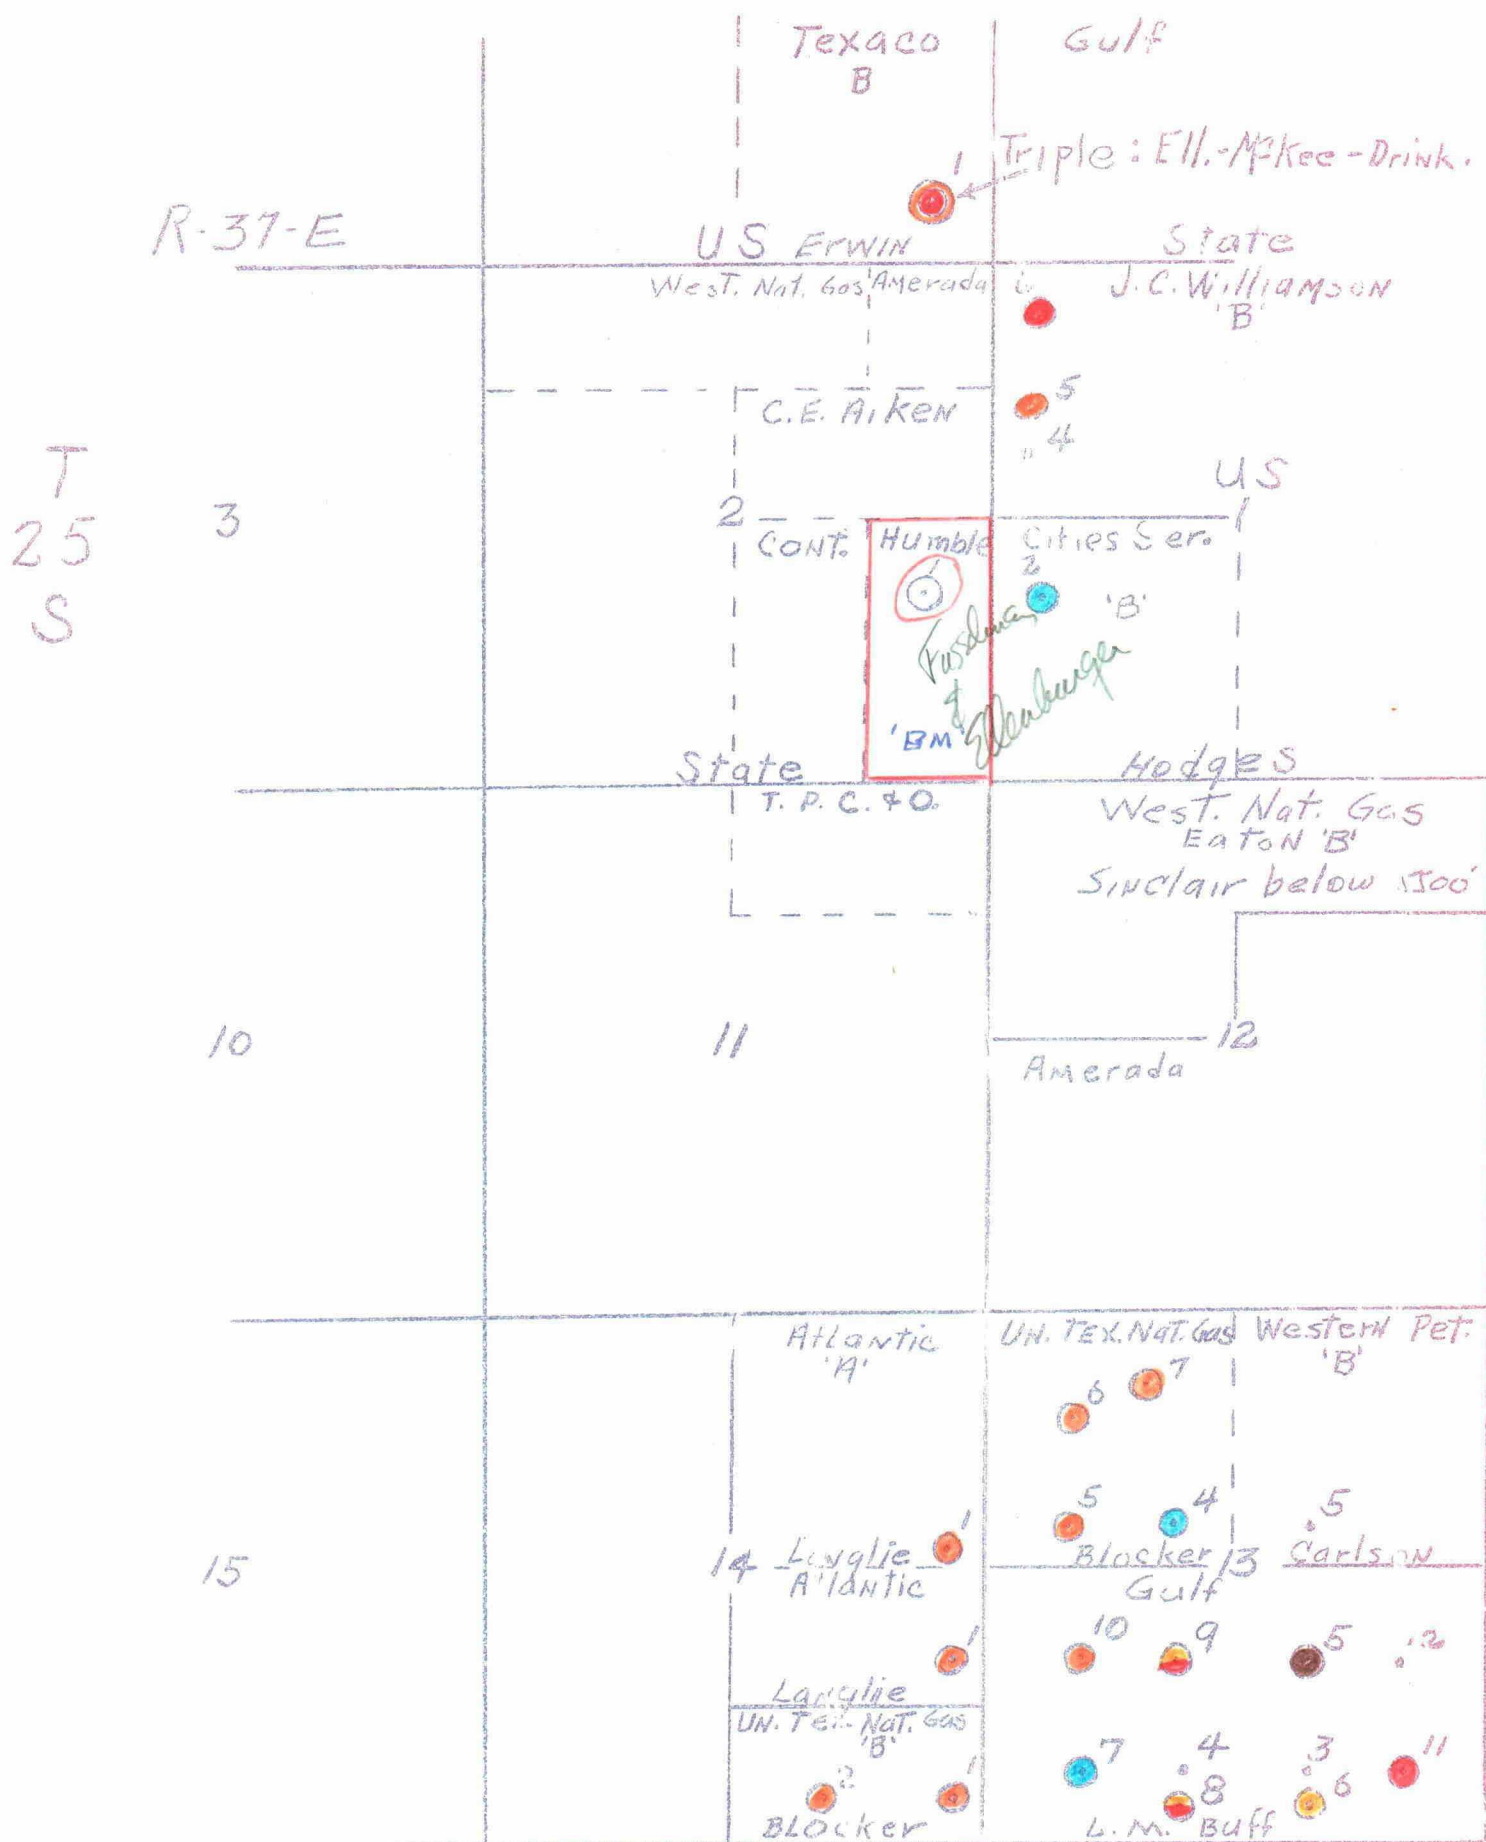 Texaco
B
Gulf
1
Triple: Ell.-McKee-Drink.
R-37-E
US Erwin
State
West. Nat. Gas
Amerada
J.C. Williamson
'B'
6
5
4
C.E. Aiken
US
T
25
S
3
2
1
Cont.
Humble
1
Cities Ser.
2
'B'
Fusselman
&
Ellenburger
'BM'
State
Hodges
T. P. C. & O.
West. Nat. Gas
Eaton 'B'
Sinclair below
10
11
12
Amerada
Atlantic
'A'
Un. Tex. Nat. Gas
Western Pet.
'B'
7
6
5
4
5
1
15
14
Langlie
Blocker
13
Carlson
Atlantic
Gulf
1
10
9
5
2
Langlie
Un. Tex. Nat. Gas
'B'
7
4
3
11
2
1
8
6
Blocker
L. M. Buff